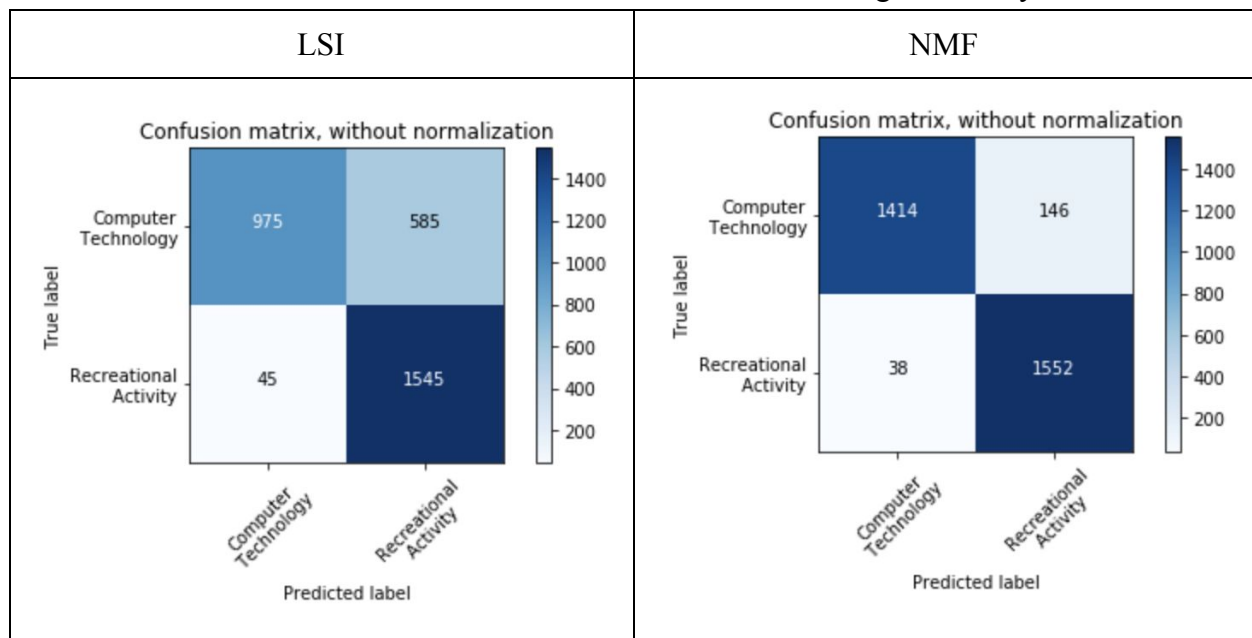 LSI
NMF
Confusion matrix, without normalization
Computer
Technology
975
585
Recreational
Activity
45
1545
True label
Computer
Technology
Recreational
Activity
Predicted label
1400
1200
1000
800
600
400
200
Confusion matrix, without normalization
Computer
Technology
1414
146
Recreational
Activity
38
1552
True label
Computer
Technology
Recreational
Activity
Predicted label
1400
1200
1000
800
600
400
200